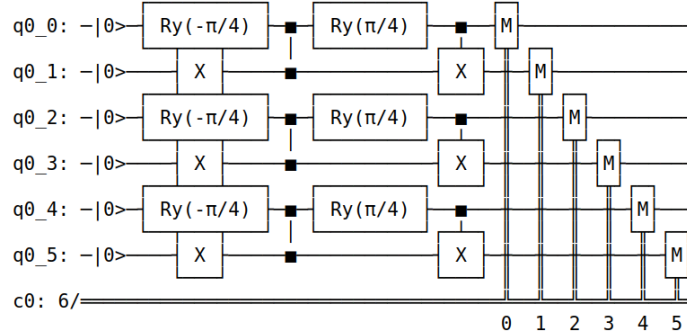 q0_0: |0> Ry(-π/4) Ry(π/4) M
q0_1: |0> X X M
q0_2: |0> Ry(-π/4) Ry(π/4) M
q0_3: |0> X X M
q0_4: |0> Ry(-π/4) Ry(π/4) M
q0_5: |0> X X M
c0: 6/
0 1 2 3 4 5